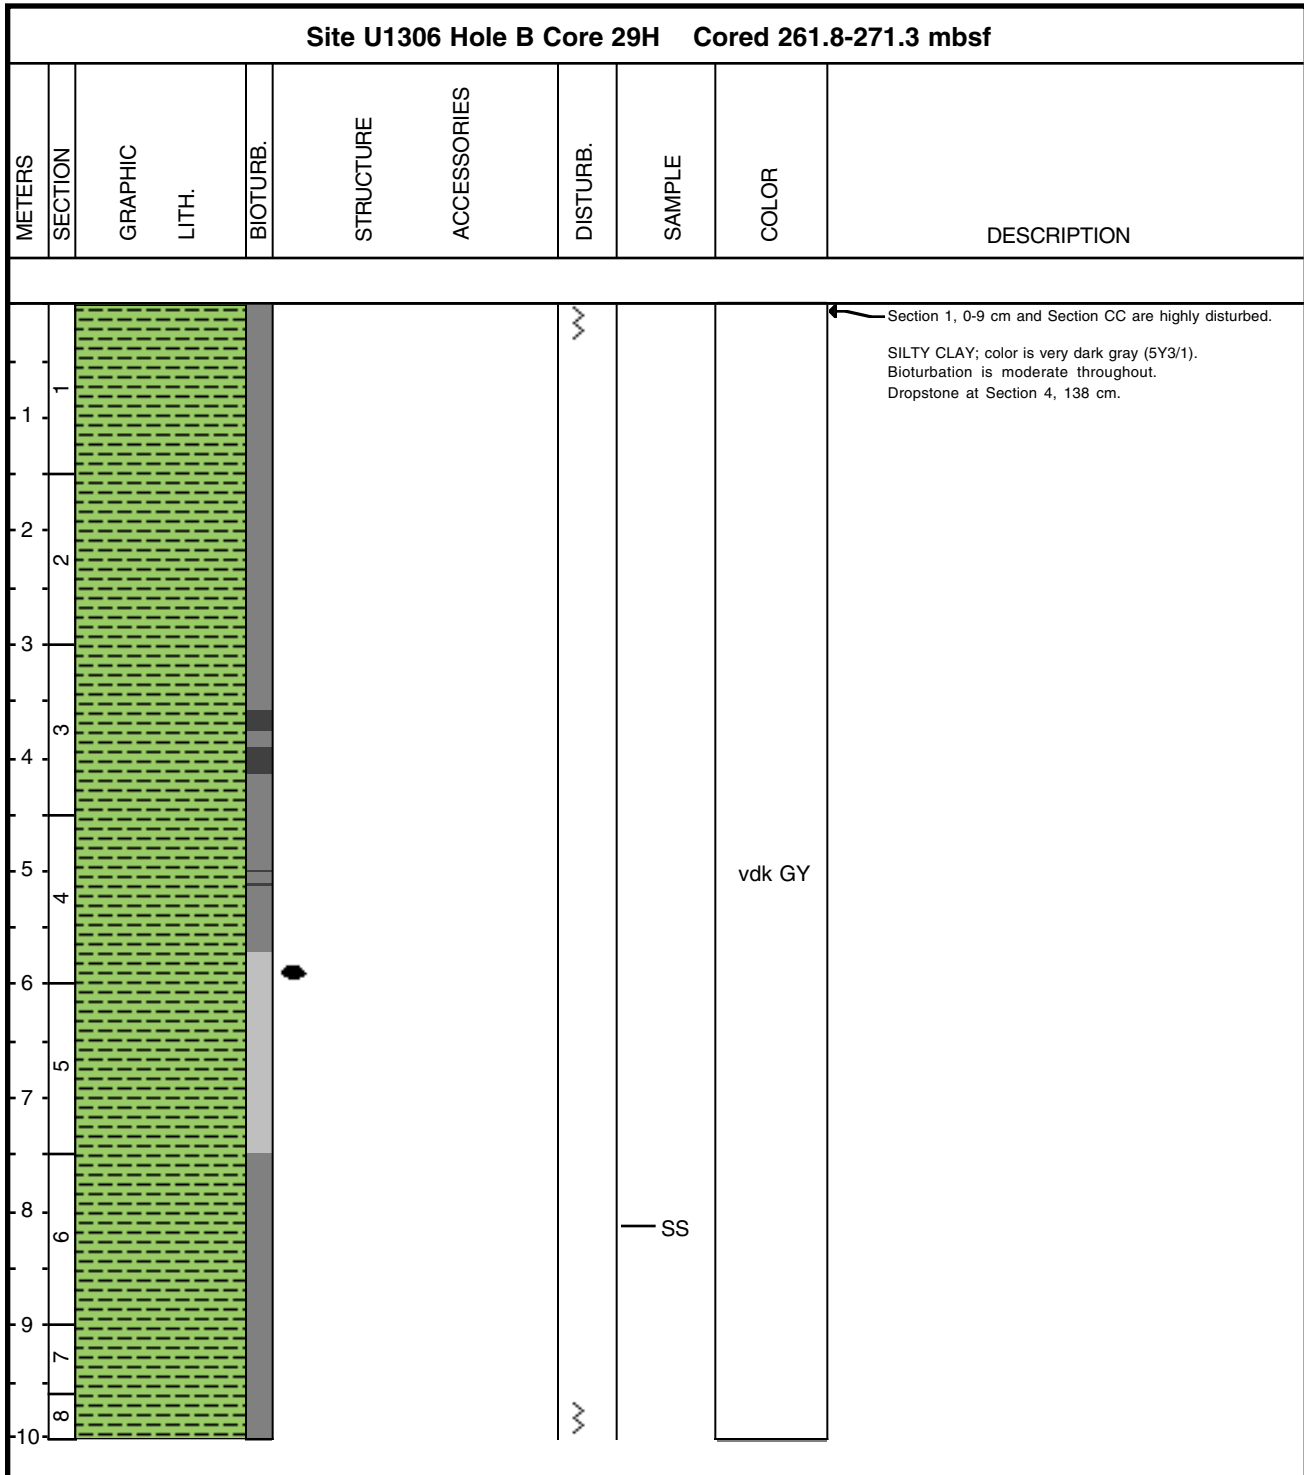 Site U1306 Hole B Core 29H Cored 261.8-271.3 mbsf
METERS
SECTION
GRAPHIC
LITH.
BIOTURB.
STRUCTURE
ACCESSORIES
DISTURB.
SAMPLE
COLOR
DESCRIPTION
Section 1, 0-9 cm and Section CC are highly disturbed.
SILTY CLAY; color is very dark gray (5Y3/1).
Bioturbation is moderate throughout.
Dropstone at Section 4, 138 cm.
1
1
2
2
3
3
4
vdk GY
5
4
6
5
7
8
SS
6
9
7
8
10